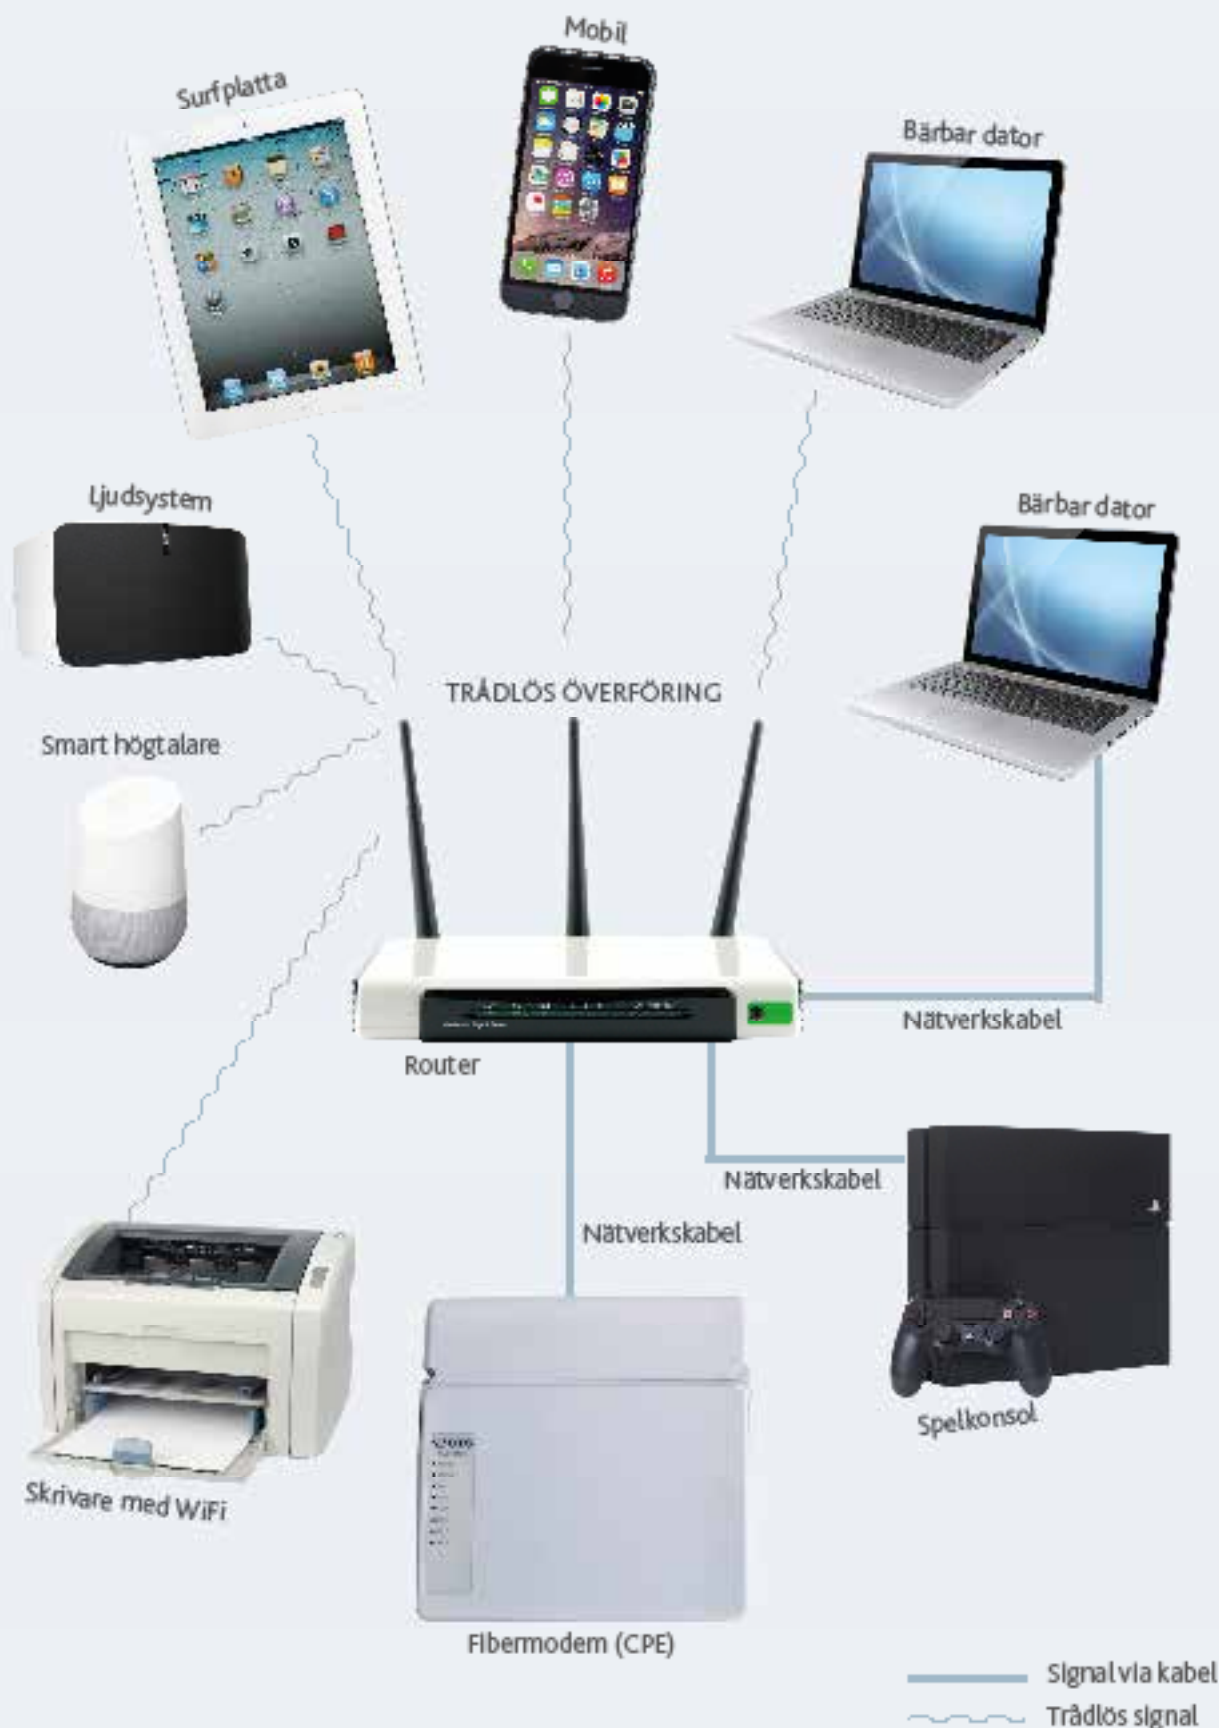 Mobil
Surfplatta
Bärbar dator
Ljudsystem
Bärbar dator
TRÅDLÖS ÖVERFÖRING
Smart högtalare
Nätverkskabel
Router
Nätverkskabel
Nätverkskabel
Spelkonsol
Skrivare med WiFi
Fibermodem (CPE)
Signal via kabel
Trådlös signal